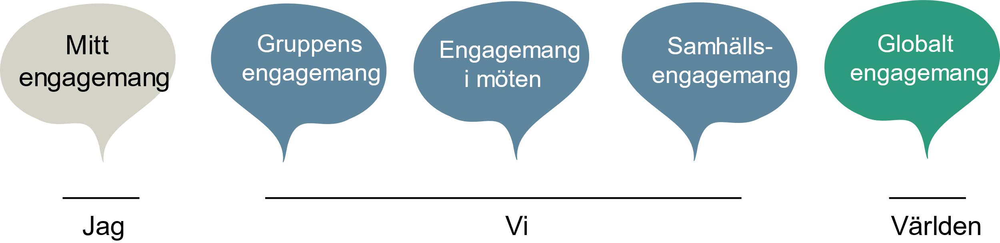 Mitt
engagemang
Gruppens
engagemang
Engagemang
i möten
Samhälls-
engagemang
Globalt
engagemang
Jag
Vi
Världen